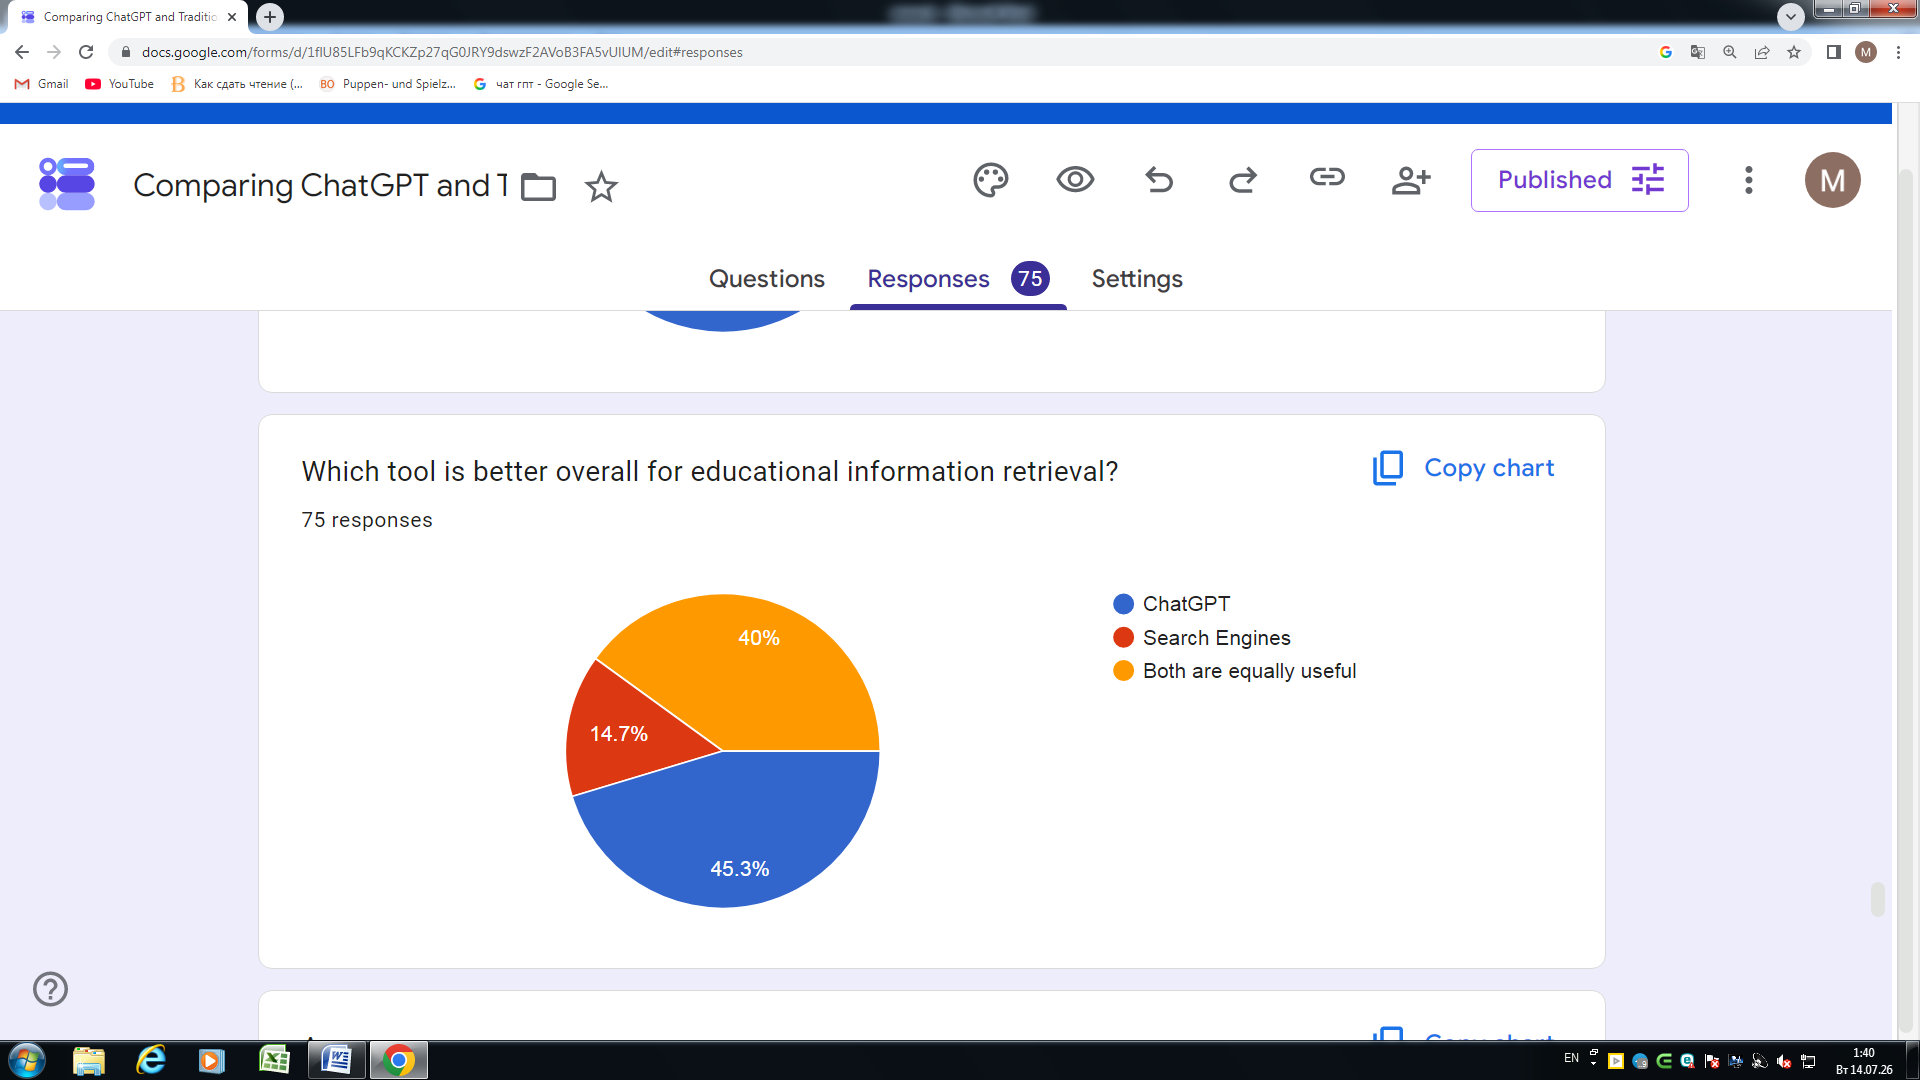 Comparing ChatGPT and Traditio
docs.google.com/forms/d/1flU85LFb9qKCKZp27qG0JRY9dswzF2AVoB3FA5vUlUM/edit#responses
M
Gmail
YouTube
Как сдать чтение (...
BO Puppen- und Spielz...
чат гпт - Google Se...
Comparing ChatGPT and T
Published
M
Questions
Responses 75
Settings
Which tool is better overall for educational information retrieval?
Copy chart
75 responses
ChatGPT
Search Engines
Both are equally useful
40%
14.7%
45.3%
EN
1:40
Вт 14.07.26